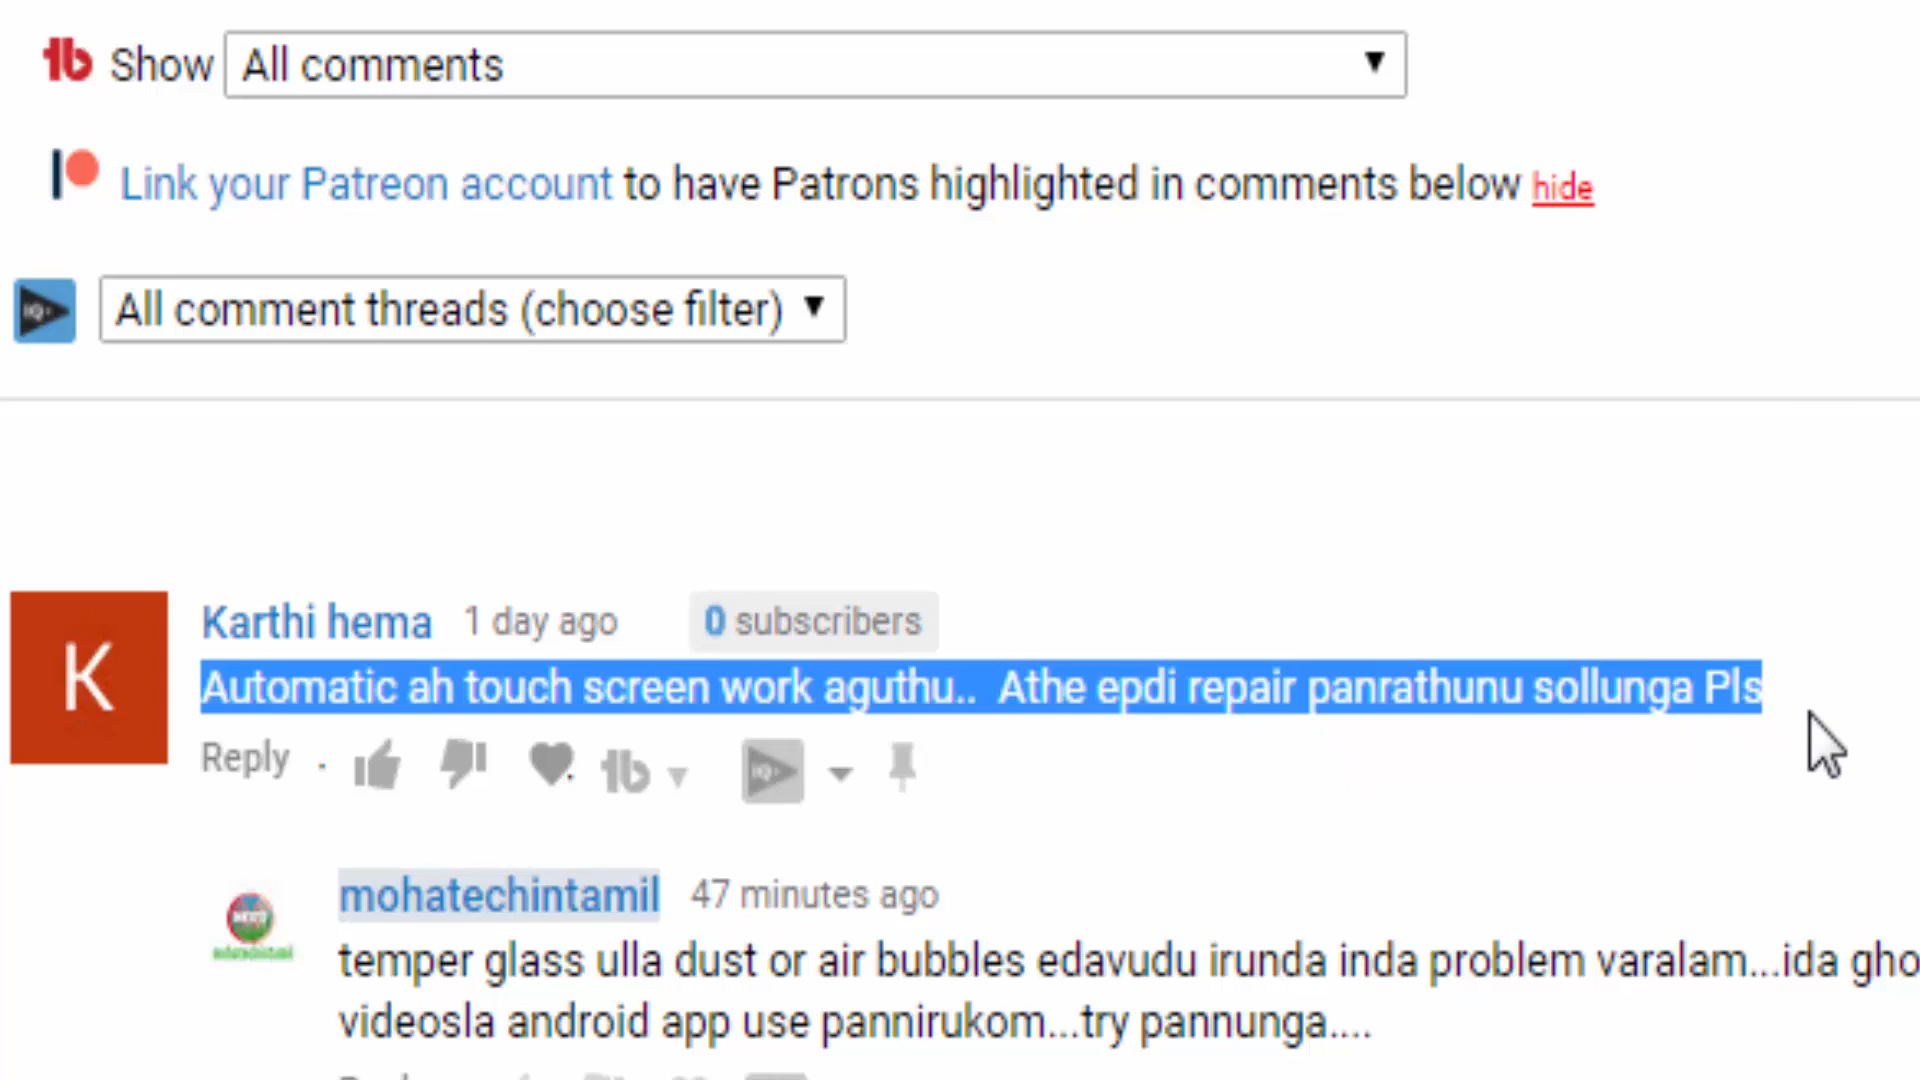 Show All comments
Link your Patreon account to have Patrons highlighted in comments below hide
All comment threads (choose filter)
K
Karthi hema 1 day ago 0 subscribers
Automatic ah touch screen work aguthu.. Athe epdi repair panrathunu sollunga Pls
Reply
mohatechintamil 47 minutes ago
temper glass ulla dust or air bubbles edavudu irunda inda problem varalam...ida gho
videosla android app use pannirukom...try pannunga....